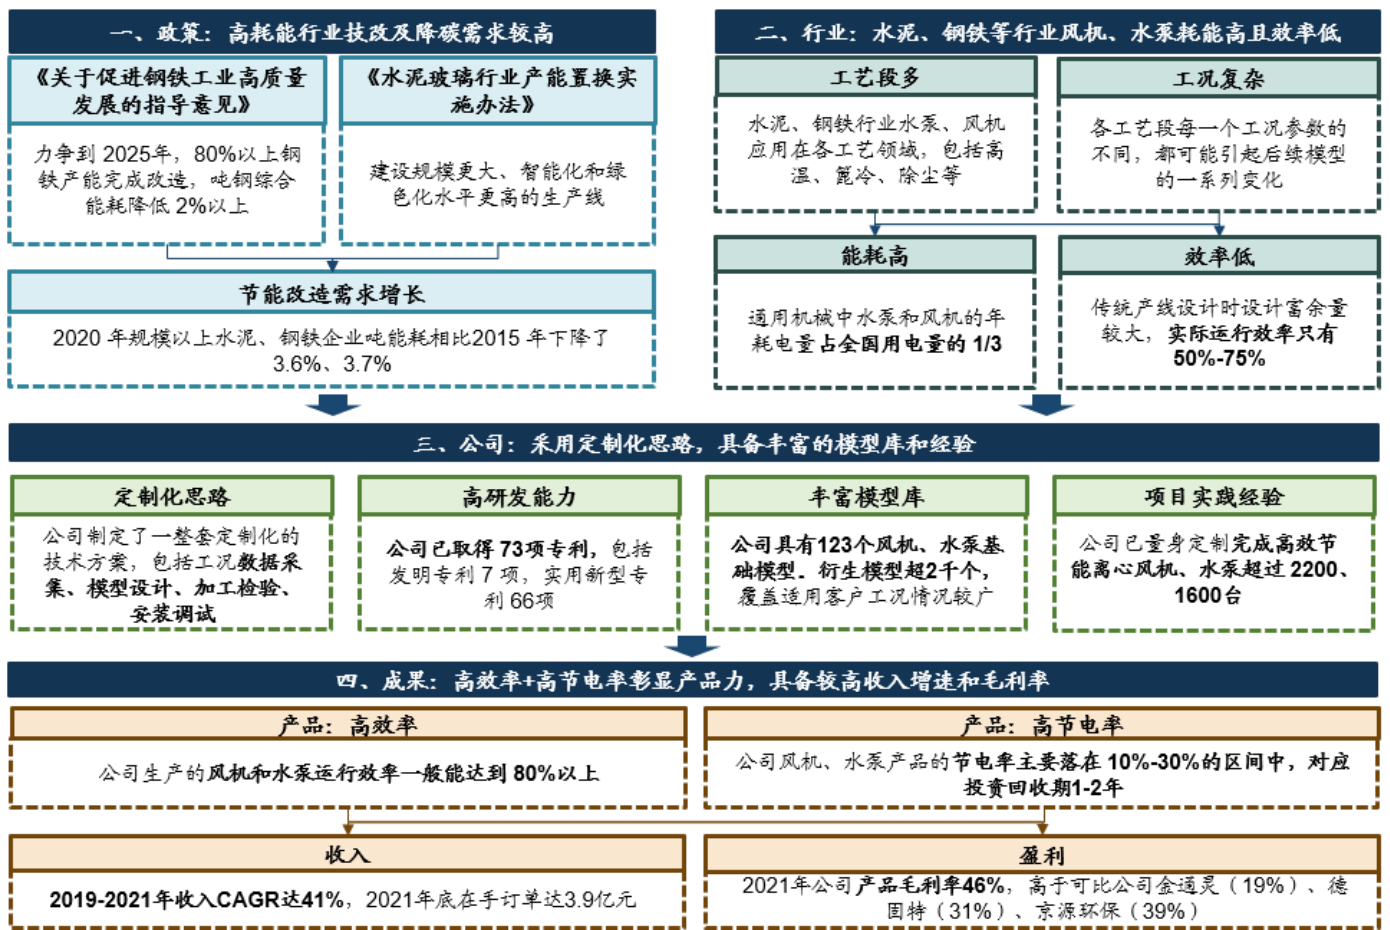 一、政策：高耗能行业技改及降碳需求较高
《关于促进钢铁工业高质量
发展的指导意见》
力争到 2025年，80%以上钢
铁产能完成改造，吨钢综合
能耗降低 2%以上
《水泥玻璃行业产能置换实
施办法》
建设规模更大、智能化和绿
色化水平更高的生产线
节能改造需求增长
2020 年规模以上水泥、钢铁企业吨能耗相比2015 年下降了
3.6%、3.7%
二、行业：水泥、钢铁等行业风机、水泵耗能高且效率低
工艺段多
水泥、钢铁行业水泵、风机
应用在各工艺领域，包括高
温、篦冷、除尘等
工况复杂
各工艺段每一个工况参数的
不同，都可能引起后续模型
的一系列变化
能耗高
通用机械中水泵和风机的年
耗电量占全国用电量的 1/3
效率低
传统产线设计时设计富余量
较大，实际运行效率只有
50%-75%
三、公司：采用定制化思路，具备丰富的模型库和经验
定制化思路
公司制定了一整套定制化的
技术方案，包括工况数据采
集、模型设计、加工检验、
安装调试
高研发能力
公司已取得 73项专利，包括
发明专利 7 项，实用新型专
利 66项
丰富模型库
公司具有123个风机、水泵基
础模型．衍生模型超2千个，
覆盖适用客户工况情况较广
项目实践经验
公司已量身定制完成高效节
能离心风机、水泵超过 2200、
1600台
四、成果：高效率+高节电率彰显产品力，具备较高收入增速和毛利率
产品：高效率
公司生产的风机和水泵运行效率一般能达到 80%以上
产品：高节电率
公司风机、水泵产品的节电率主要落在 10%-30%的区间中，对应
投资回收期1-2年
收入
2019-2021年收入CAGR达41%，2021年底在手订单达3.9亿元
盈利
2021年公司产品毛利率46%，高于可比公司金通灵（19%）、德
固特（31%）、京源环保（39%）